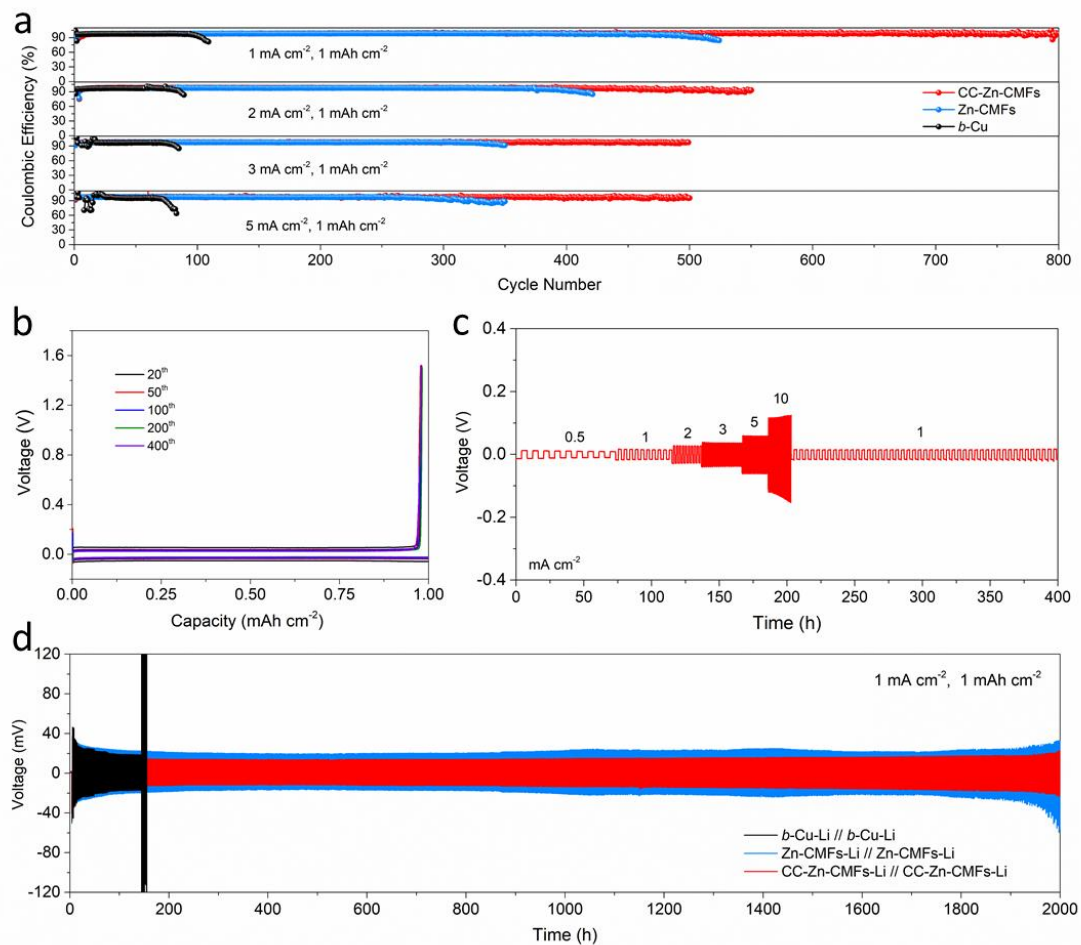 a
Coulombic Efficiency (%)
90
60
30
0
1 mA cm⁻², 1 mAh cm⁻²
90
60
30
0
2 mA cm⁻², 1 mAh cm⁻²
CC-Zn-CMFs
Zn-CMFs
b-Cu
90
60
30
0
3 mA cm⁻², 1 mAh cm⁻²
90
60
30
0
5 mA cm⁻², 1 mAh cm⁻²
0 100 200 300 400 500 600 700 800
Cycle Number
b
Voltage (V)
1.6
1.2
0.8
0.4
0.0
20th
50th
100th
200th
400th
0.00 0.25 0.50 0.75 1.00
Capacity (mAh cm⁻²)
c
Voltage (V)
0.4
0.2
0.0
-0.2
-0.4
0.5 1 2 3 5 10 1
mA cm⁻²
0 50 100 150 200 250 300 350 400
Time (h)
d
Voltage (mV)
120
80
40
0
-40
-80
-120
1 mA cm⁻², 1 mAh cm⁻²
b-Cu-Li // b-Cu-Li
Zn-CMFs-Li // Zn-CMFs-Li
CC-Zn-CMFs-Li // CC-Zn-CMFs-Li
0 200 400 600 800 1000 1200 1400 1600 1800 2000
Time (h)